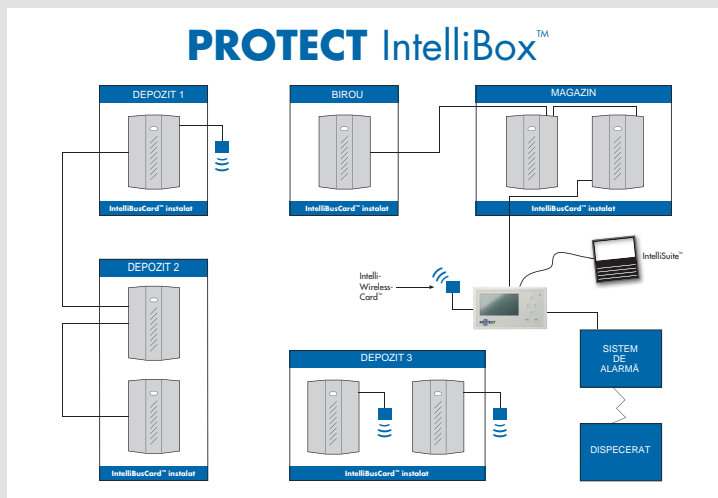 PROTECT IntelliBox™
DEPOZIT 1
IntelliBusCard™ instalat
BIROU
IntelliBusCard™ instalat
MAGAZIN
IntelliBusCard™ instalat
DEPOZIT 2
IntelliBusCard™ instalat
Intelli-
Wireless-
Card™
PROTECT
IntelliSuite™
DEPOZIT 3
IntelliBusCard™ instalat
SISTEM
DE
ALARMĂ
DISPECERAT